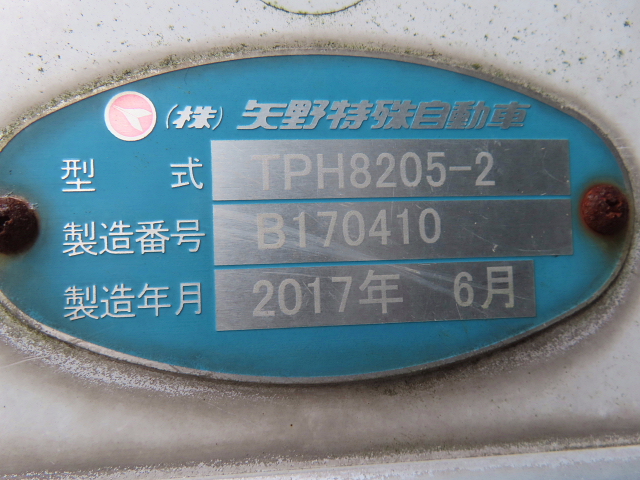 (株) 矢野特殊自動車
型 式 TPH8205-2
製造番号 B170410
製造年月 2017年 6月